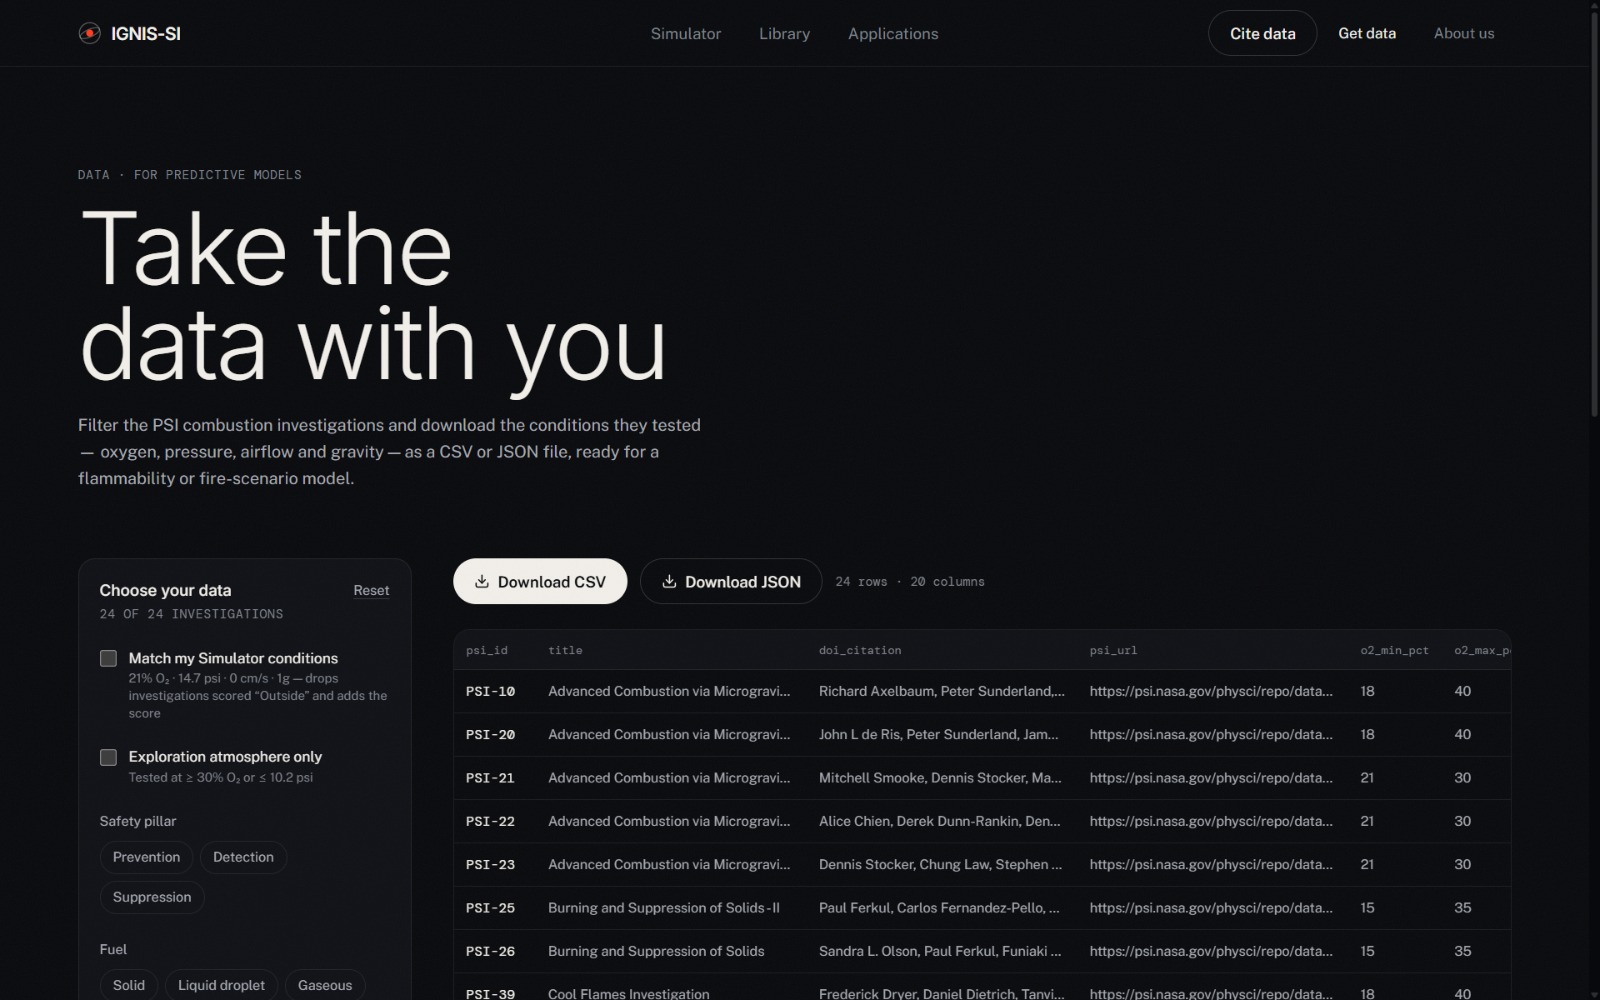 IGNIS-SI
Simulator
Library
Applications
Cite data
Get data
About us
DATA · FOR PREDICTIVE MODELS
Take the
data with you
Filter the PSI combustion investigations and download the conditions they tested
— oxygen, pressure, airflow and gravity — as a CSV or JSON file, ready for a
flammability or fire-scenario model.
Choose your data
Reset
24 OF 24 INVESTIGATIONS
Match my Simulator conditions
21% O₂ · 14.7 psi · 0 cm/s · 1g — drops
investigations scored “Outside” and adds the
score
Exploration atmosphere only
Tested at ≥ 30% O₂ or ≤ 10.2 psi
Safety pillar
Prevention
Detection
Suppression
Fuel
Solid
Liquid droplet
Gaseous
Download CSV
Download JSON
24 rows · 20 columns
psi_id title doi_citation psi_url o2_min_pct o2_max_p
PSI-10 Advanced Combustion via Microgravi... Richard Axelbaum, Peter Sunderland,... https://psi.nasa.gov/physci/repo/data... 18 40
PSI-20 Advanced Combustion via Microgravi... John L de Ris, Peter Sunderland, Jam... https://psi.nasa.gov/physci/repo/data... 18 40
PSI-21 Advanced Combustion via Microgravi... Mitchell Smooke, Dennis Stocker, Ma... https://psi.nasa.gov/physci/repo/data... 21 30
PSI-22 Advanced Combustion via Microgravi... Alice Chien, Derek Dunn-Rankin, Den... https://psi.nasa.gov/physci/repo/data... 21 30
PSI-23 Advanced Combustion via Microgravi... Dennis Stocker, Chung Law, Stephen ... https://psi.nasa.gov/physci/repo/data... 21 30
PSI-25 Burning and Suppression of Solids - II Paul Ferkul, Carlos Fernandez-Pello, ... https://psi.nasa.gov/physci/repo/data... 15 35
PSI-26 Burning and Suppression of Solids Sandra L. Olson, Paul Ferkul, Funiaki ... https://psi.nasa.gov/physci/repo/data... 15 35
PSI-39 Cool Flames Investigation Frederick Dryer, Daniel Dietrich, Tanvi... https://psi.nasa.gov/physci/repo/data... 18 40